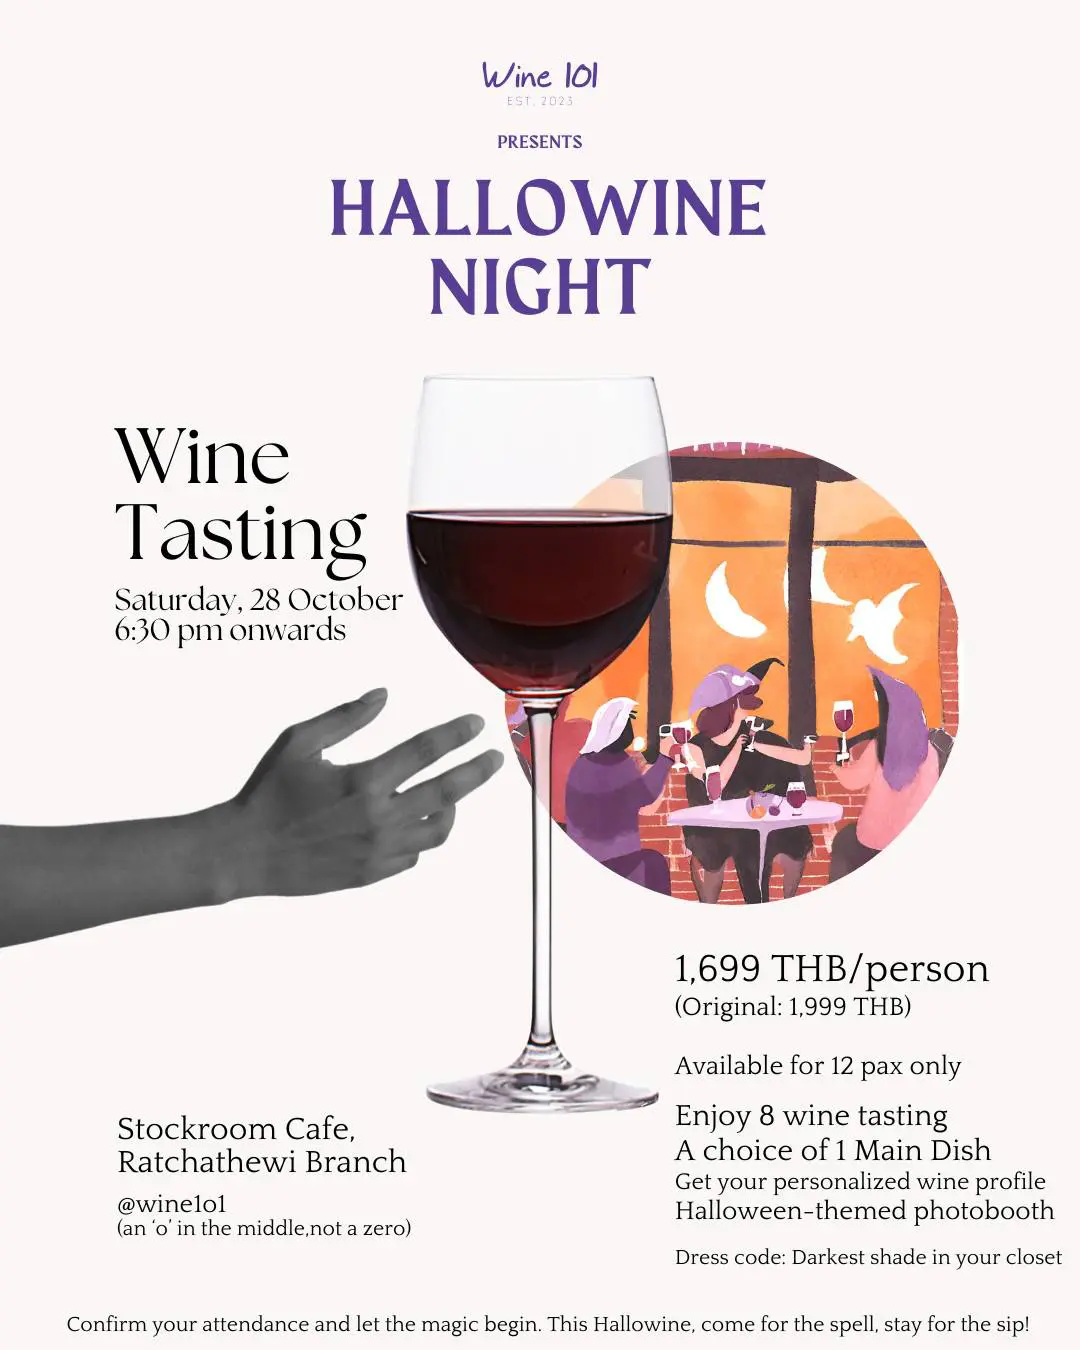 Wine 101
EST. 2023
PRESENTS
HALLOWINE
NIGHT
Wine
Tasting
Saturday, 28 October
6:30 pm onwards
1,699 THB/person
(Original: 1,999 THB)
Available for 12 pax only
Enjoy 8 wine tasting
A choice of 1 Main Dish
Get your personalized wine profile
Halloween-themed photobooth
Dress code: Darkest shade in your closet
Stockroom Cafe,
Ratchathewi Branch
@wine1o1
(an ‘o’ in the middle,not a zero)
Confirm your attendance and let the magic begin. This Hallowine, come for the spell, stay for the sip!